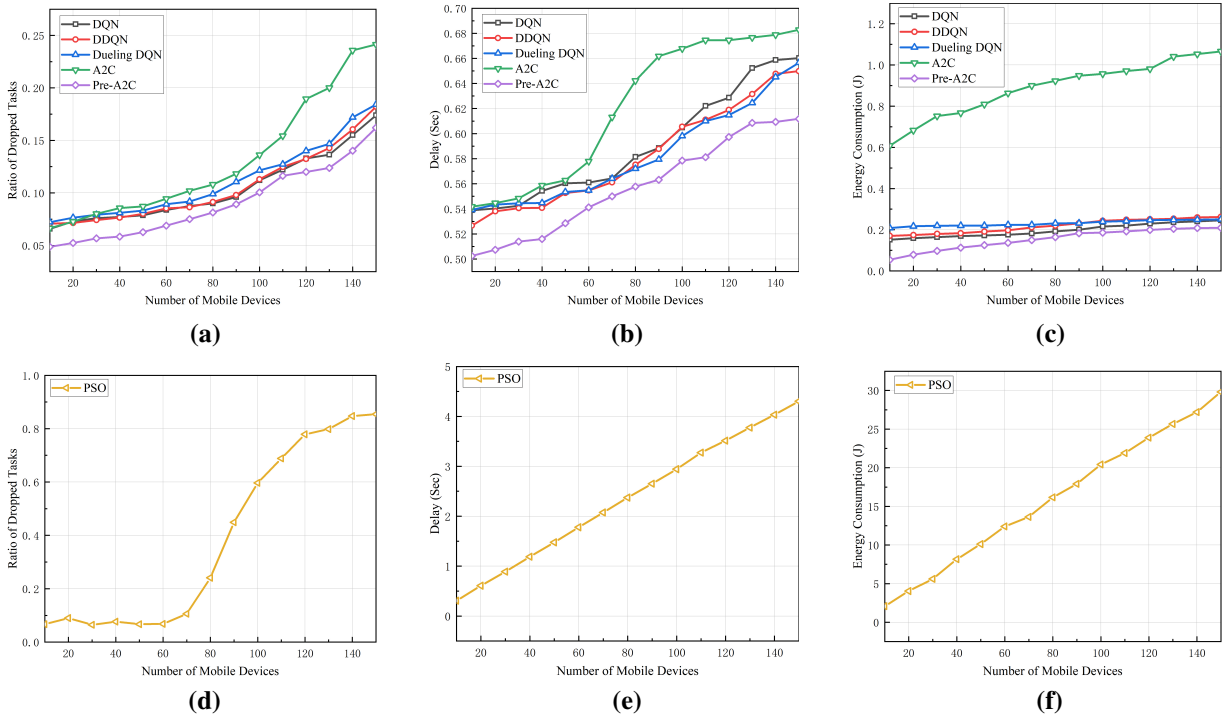 DQN
DDQN
Dueling DQN
A2C
Pre-A2C
0.25
0.20
0.15
0.10
0.05
Ratio of Dropped Tasks
20 40 60 80 100 120 140
Number of Mobile Devices
(a)
DQN
DDQN
Dueling DQN
A2C
Pre-A2C
0.70
0.68
0.66
0.64
0.62
0.60
0.58
0.56
0.54
0.52
0.50
Delay (Sec)
20 40 60 80 100 120 140
Number of Mobile Devices
(b)
DQN
DDQN
Dueling DQN
A2C
Pre-A2C
1.2
1.0
0.8
0.6
0.4
0.2
0.0
Energy Consumption (J)
20 40 60 80 100 120 140
Number of Mobile Devices
(c)
PSO
1.0
0.8
0.6
0.4
0.2
0.0
Ratio of Dropped Tasks
20 40 60 80 100 120 140
Number of Mobile Devices
(d)
PSO
5
4
3
2
1
0
Delay (Sec)
20 40 60 80 100 120 140
Number of Mobile Devices
(e)
PSO
30
25
20
15
10
5
0
Energy Consumption (J)
20 40 60 80 100 120 140
Number of Mobile Devices
(f)